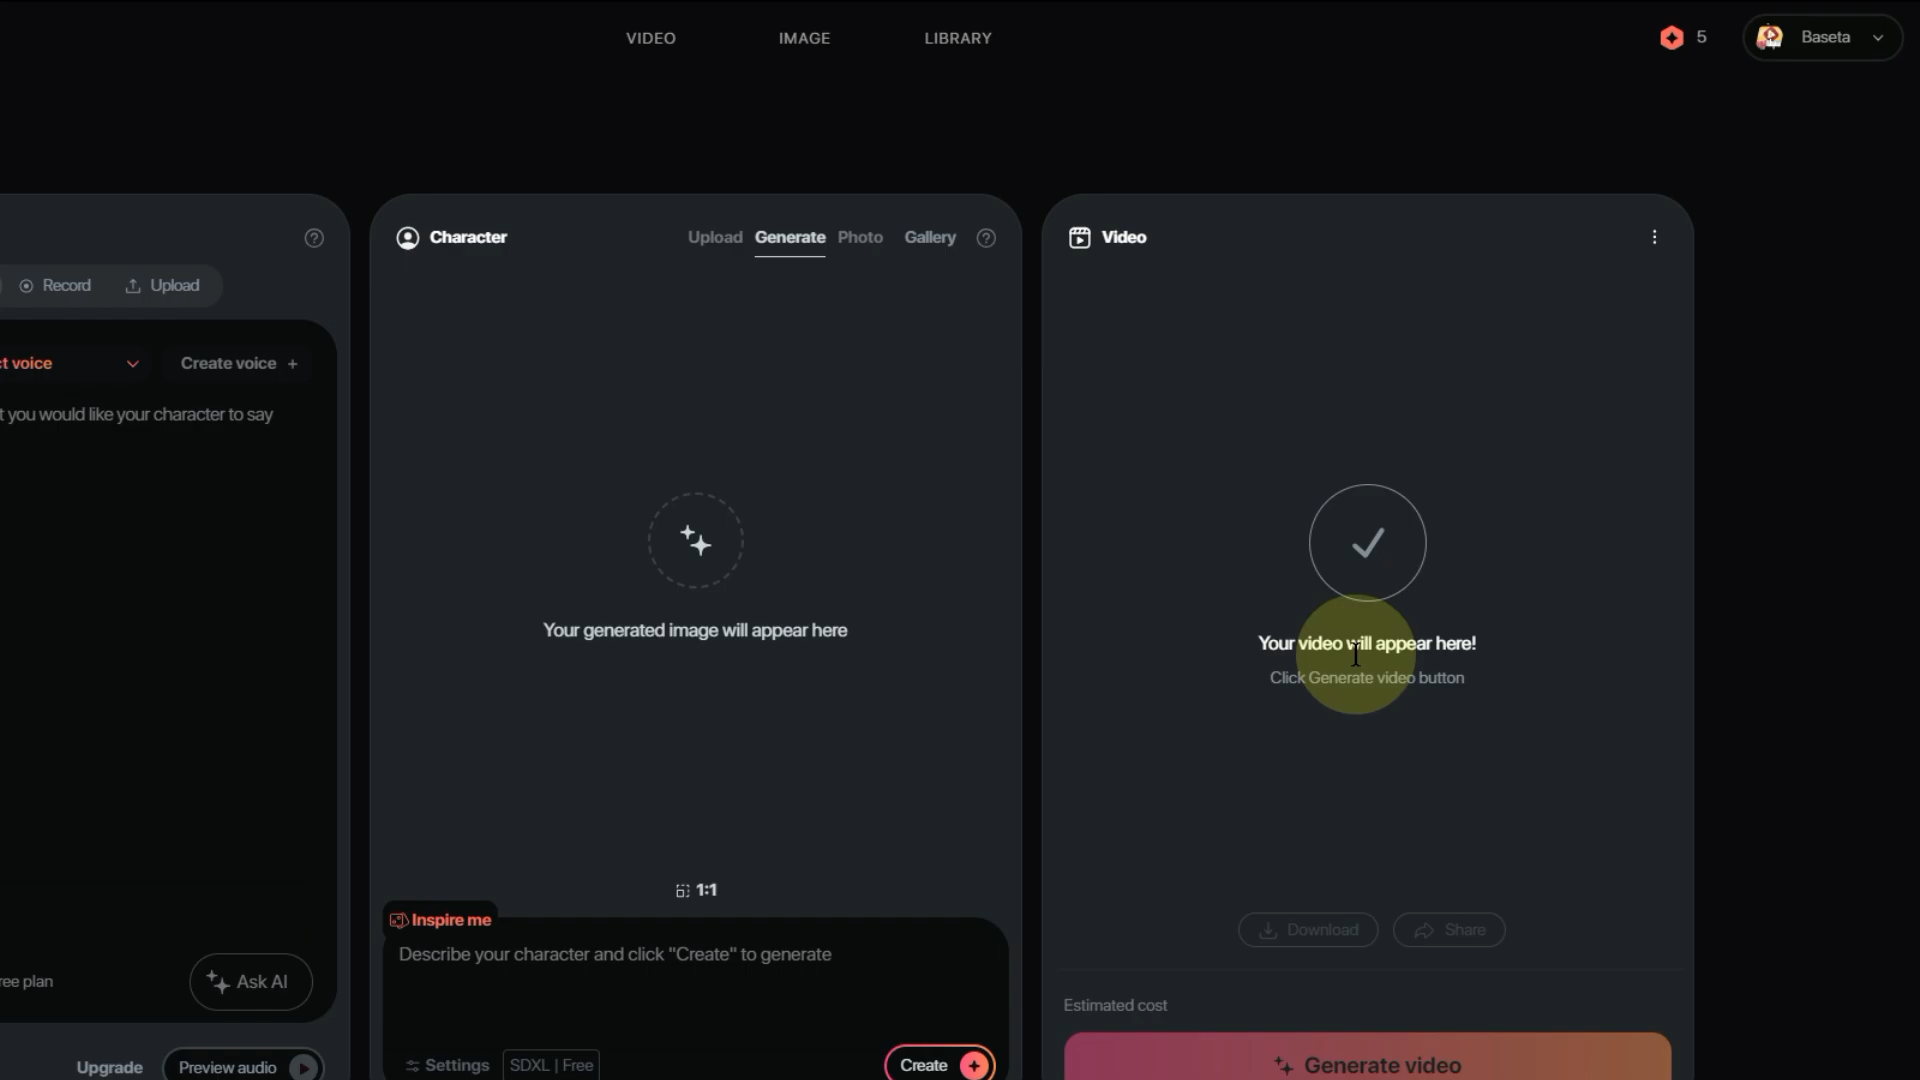 VIDEO IMAGE LIBRARY 5 Baseta
Record Upload
voice Create voice +
you would like your character to say
plan Ask AI
Upgrade Preview audio
Character Upload Generate Photo Gallery ?
Your generated image will appear here
1:1
Inspire me
Describe your character and click "Create" to generate
Settings SDXL | Free Create
Video
Your video will appear here!
Click Generate video button
Download Share
Estimated cost
Generate video